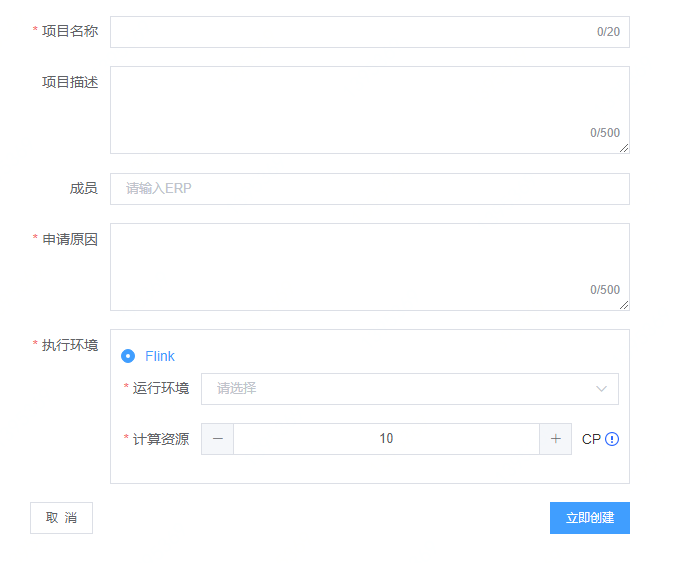 * 项目名称
0/20
项目描述
0/500
成员
请输入ERP
* 申请原因
0/500
* 执行环境
Flink
* 运行环境
请选择
* 计算资源
10
CP
取 消
立即创建